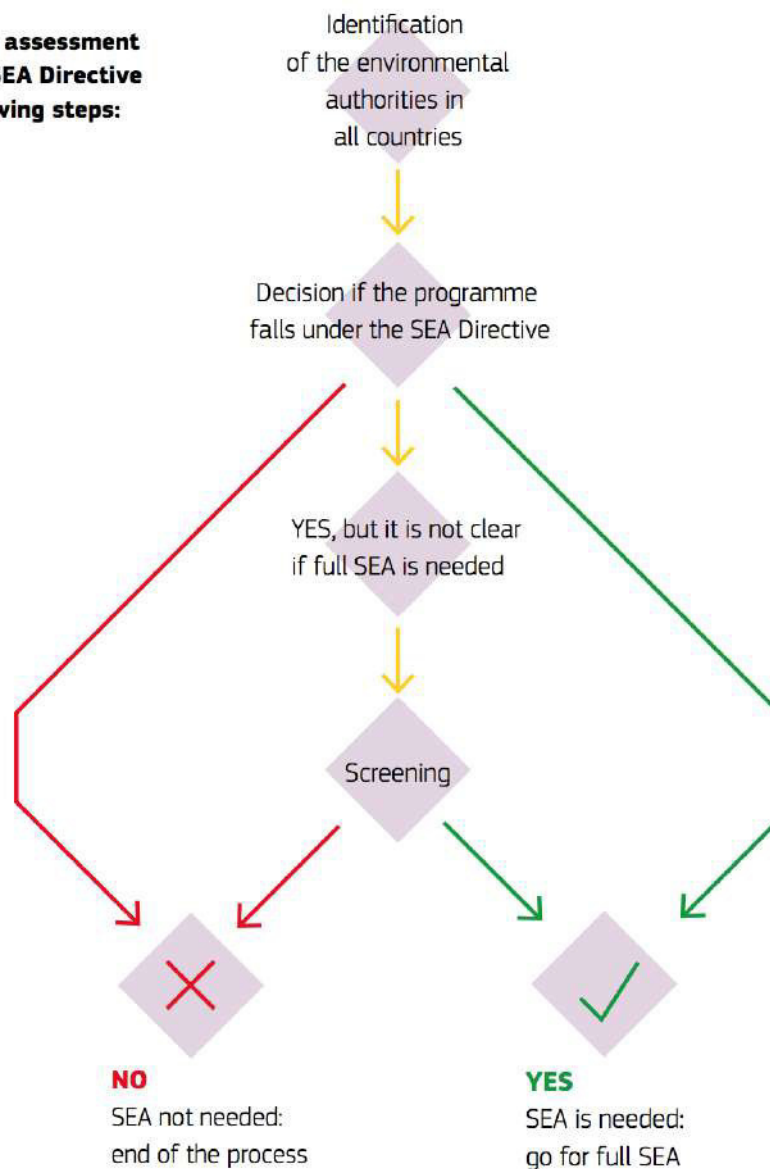 assessment
SEA Directive
wing steps:
Identification
of the environmental
authorities in
all countries
Decision if the programme
falls under the SEA Directive
YES, but it is not clear
if full SEA is needed
Screening
NO
SEA not needed:
end of the process
YES
SEA is needed:
go for full SEA